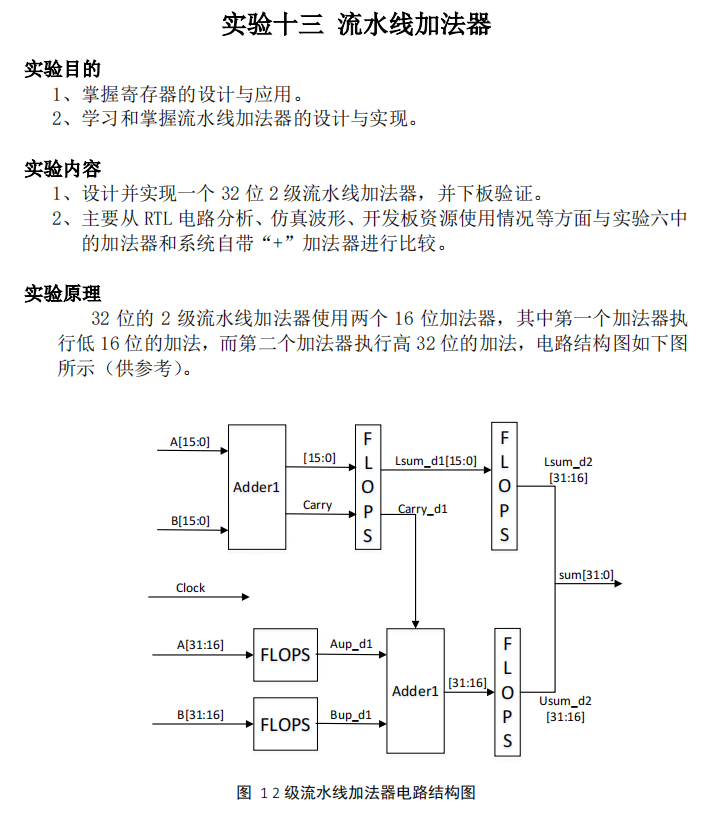 实验十三 流水线加法器
实验目的
1、掌握寄存器的设计与应用。
2、学习和掌握流水线加法器的设计与实现。
实验内容
1、设计并实现一个 32 位 2 级流水线加法器，并下板验证。
2、主要从 RTL 电路分析、仿真波形、开发板资源使用情况等方面与实验六中
的加法器和系统自带“+”加法器进行比较。
实验原理
32 位的 2 级流水线加法器使用两个 16 位加法器，其中第一个加法器执
行低 16 位的加法，而第二个加法器执行高 32 位的加法，电路结构图如下图
所示（供参考）。
A[15:0]
B[15:0]
Adder1
[15:0]
Carry
FLOPS
Lsum_d1[15:0]
Carry_d1
FLOPS
Lsum_d2
[31:16]
Clock
sum[31:0]
A[31:16]
FLOPS
Aup_d1
B[31:16]
FLOPS
Bup_d1
Adder1
[31:16]
FLOPS
Usum_d2
[31:16]
图 1 2 级流水线加法器电路结构图